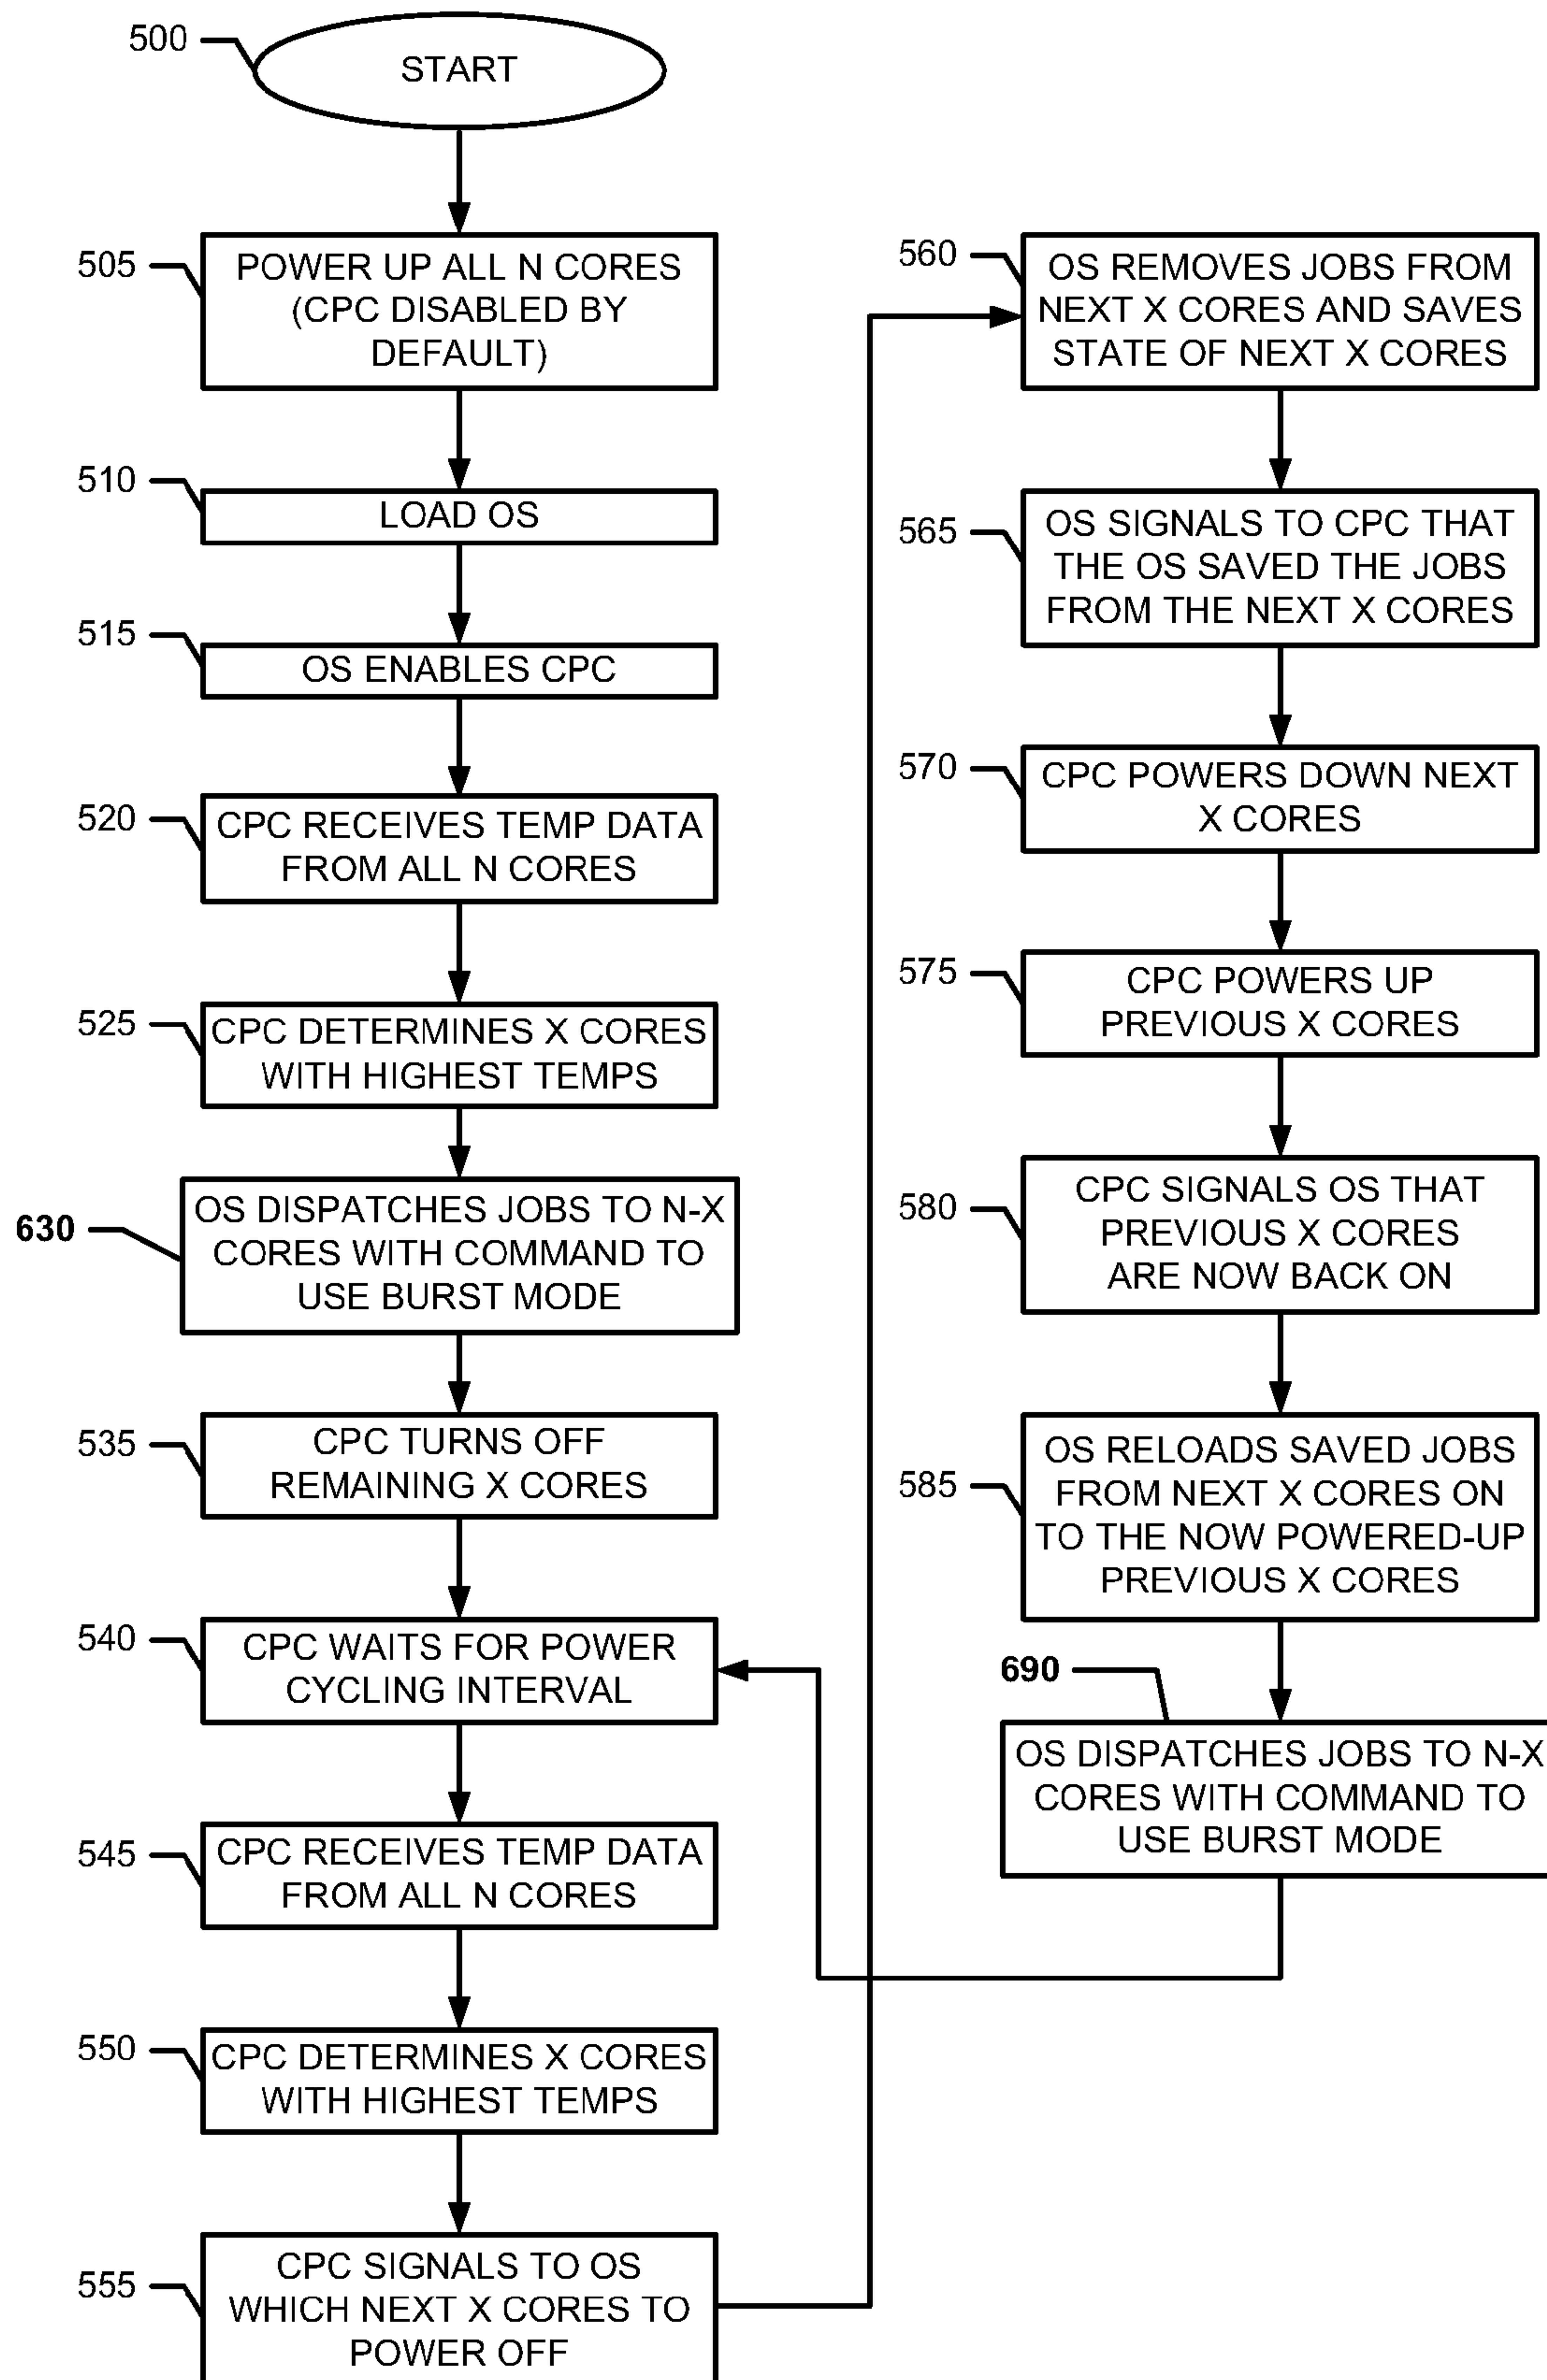 500
START
505
POWER UP ALL N CORES
(CPC DISABLED BY
DEFAULT)
510
LOAD OS
515
OS ENABLES CPC
520
CPC RECEIVES TEMP DATA
FROM ALL N CORES
525
CPC DETERMINES X CORES
WITH HIGHEST TEMPS
630
OS DISPATCHES JOBS TO N-X
CORES WITH COMMAND TO
USE BURST MODE
535
CPC TURNS OFF
REMAINING X CORES
540
CPC WAITS FOR POWER
CYCLING INTERVAL
545
CPC RECEIVES TEMP DATA
FROM ALL N CORES
550
CPC DETERMINES X CORES
WITH HIGHEST TEMPS
555
CPC SIGNALS TO OS
WHICH NEXT X CORES TO
POWER OFF
560
OS REMOVES JOBS FROM
NEXT X CORES AND SAVES
STATE OF NEXT X CORES
565
OS SIGNALS TO CPC THAT
THE OS SAVED THE JOBS
FROM THE NEXT X CORES
570
CPC POWERS DOWN NEXT
X CORES
575
CPC POWERS UP
PREVIOUS X CORES
580
CPC SIGNALS OS THAT
PREVIOUS X CORES
ARE NOW BACK ON
585
OS RELOADS SAVED JOBS
FROM NEXT X CORES ON
TO THE NOW POWERED-UP
PREVIOUS X CORES
690
OS DISPATCHES JOBS TO N-X
CORES WITH COMMAND TO
USE BURST MODE